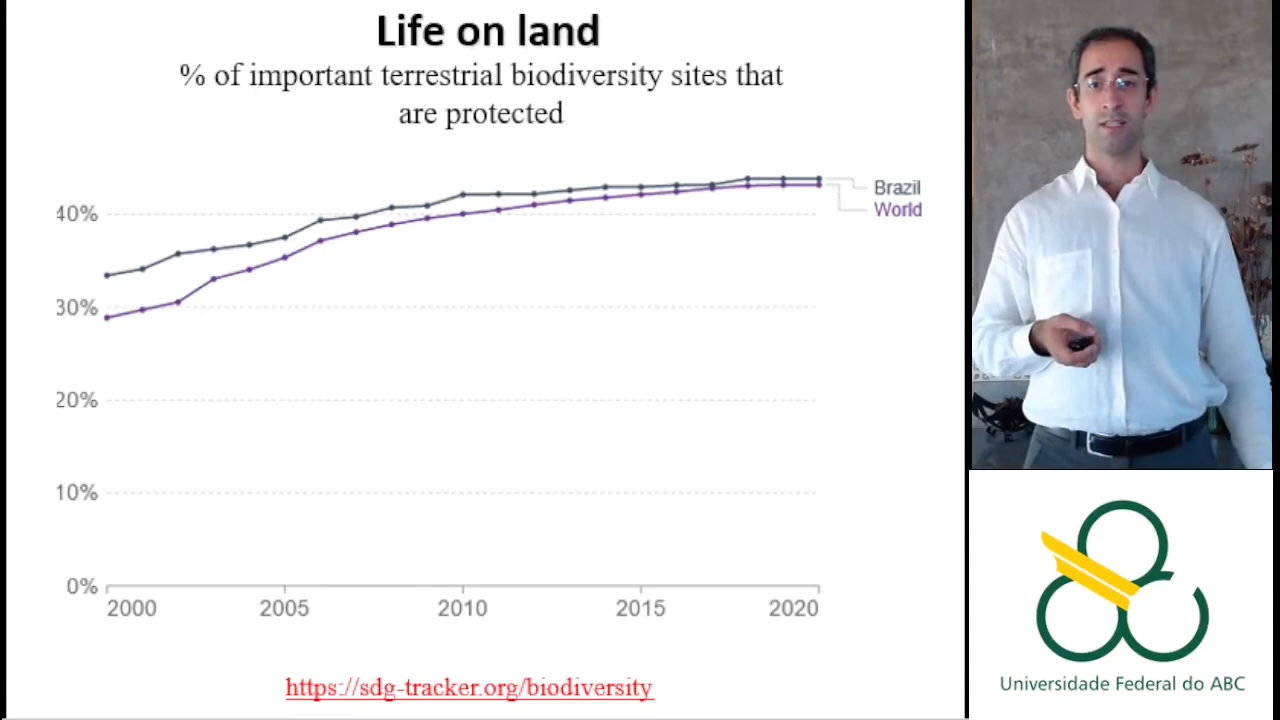 Life on land
% of important terrestrial biodiversity sites that
are protected
Brazil
World
40%
30%
20%
10%
0%
2000 2005 2010 2015 2020
https://sdg-tracker.org/biodiversity
Universidade Federal do ABC